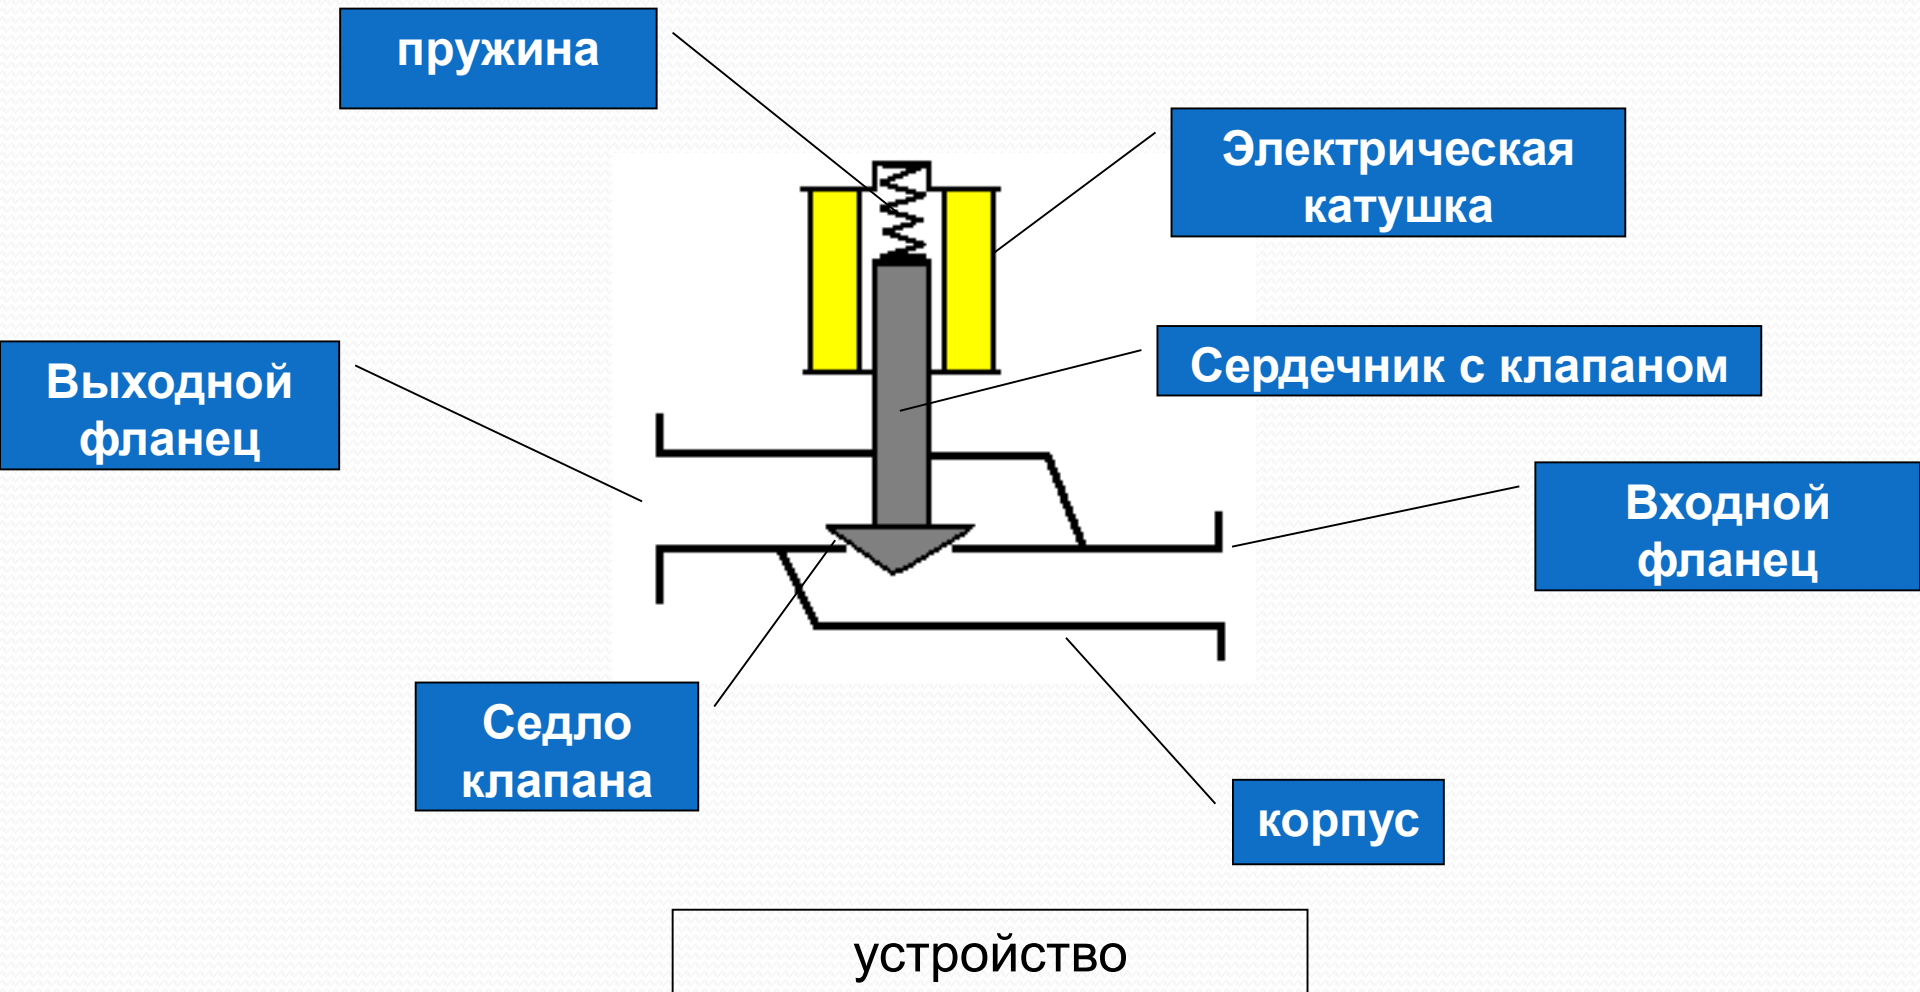 пружина
Электрическая
катушка
Сердечник с клапаном
Выходной
фланец
Входной
фланец
Седло
клапана
корпус
устройство